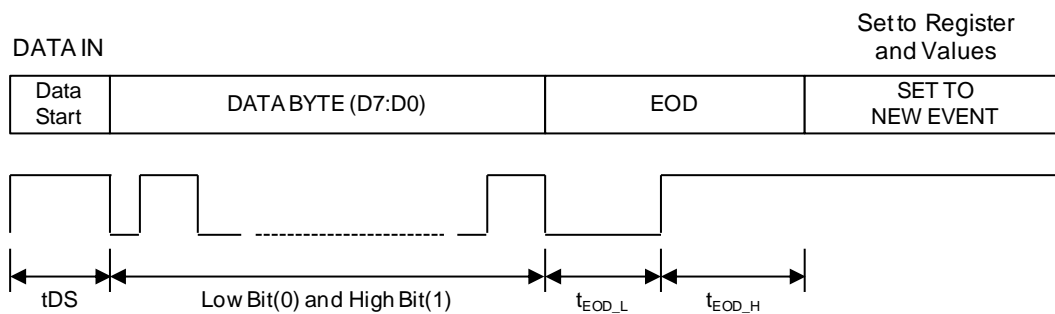 Set to Register
and Values
DATA IN
Data
Start
DATA BYTE (D7:D0)
EOD
SET TO
NEW EVENT
tDS
Low Bit(0) and High Bit(1)
tEOD_L
tEOD_H